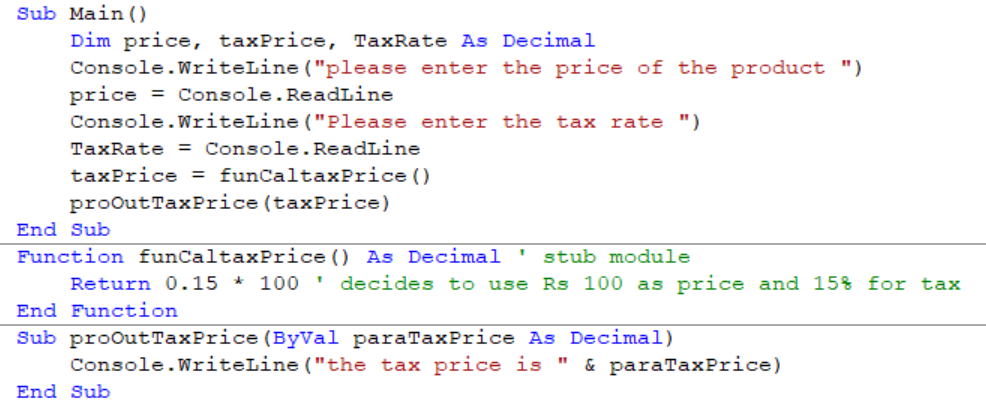 Sub Main()
    Dim price, taxPrice, TaxRate As Decimal
    Console.WriteLine("please enter the price of the product ")
    price = Console.ReadLine
    Console.WriteLine("Please enter the tax rate ")
    TaxRate = Console.ReadLine
    taxPrice = funCaltaxPrice()
    proOutTaxPrice(taxPrice)
End Sub
Function funCaltaxPrice() As Decimal ' stub module
    Return 0.15 * 100 ' decides to use Rs 100 as price and 15% for tax
End Function
Sub proOutTaxPrice(ByVal paraTaxPrice As Decimal)
    Console.WriteLine("the tax price is " & paraTaxPrice)
End Sub